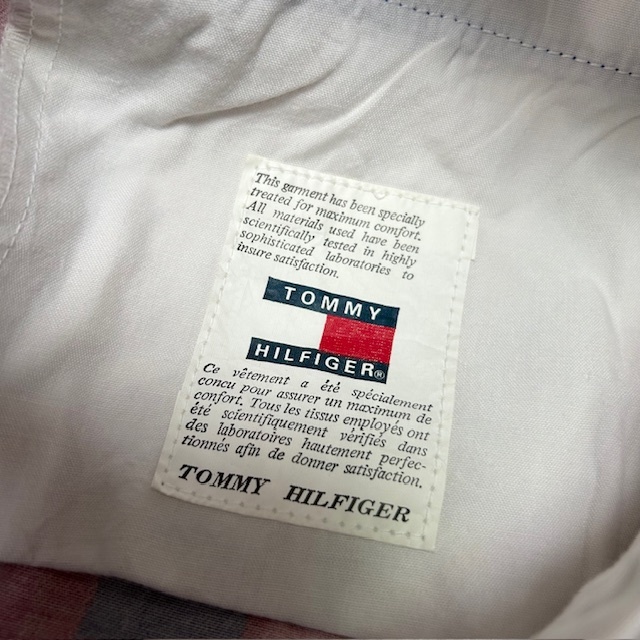 This garment has been specially
treated for maximum comfort.
All materials used have been
scientifically tested in highly
sophisticated laboratories to
insure satisfaction.
TOMMY
HILFIGER®
Ce vêtement a été spécialement
concu pour assurer un maximum de
confort. Tous les tissus employés ont
été scientifiquement vérifiés dans
des laboratoires hautement perfec-
tionnés afin de donner satisfaction.
TOMMY HILFIGER